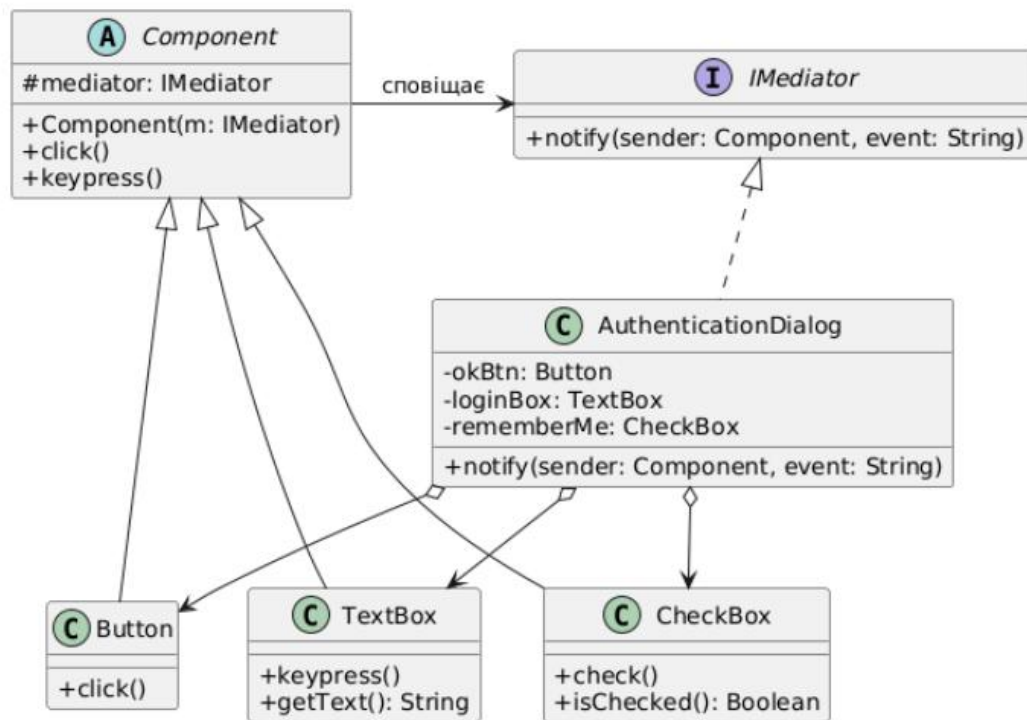 A Component
#mediator: IMediator
+Component(m: IMediator)
+click()
+keypress()
сповіщає
I IMediator
+notify(sender: Component, event: String)
C AuthenticationDialog
-okBtn: Button
-loginBox: TextBox
-rememberMe: CheckBox
+notify(sender: Component, event: String)
C Button
+click()
C TextBox
+keypress()
+getText(): String
C CheckBox
+check()
+isChecked(): Boolean